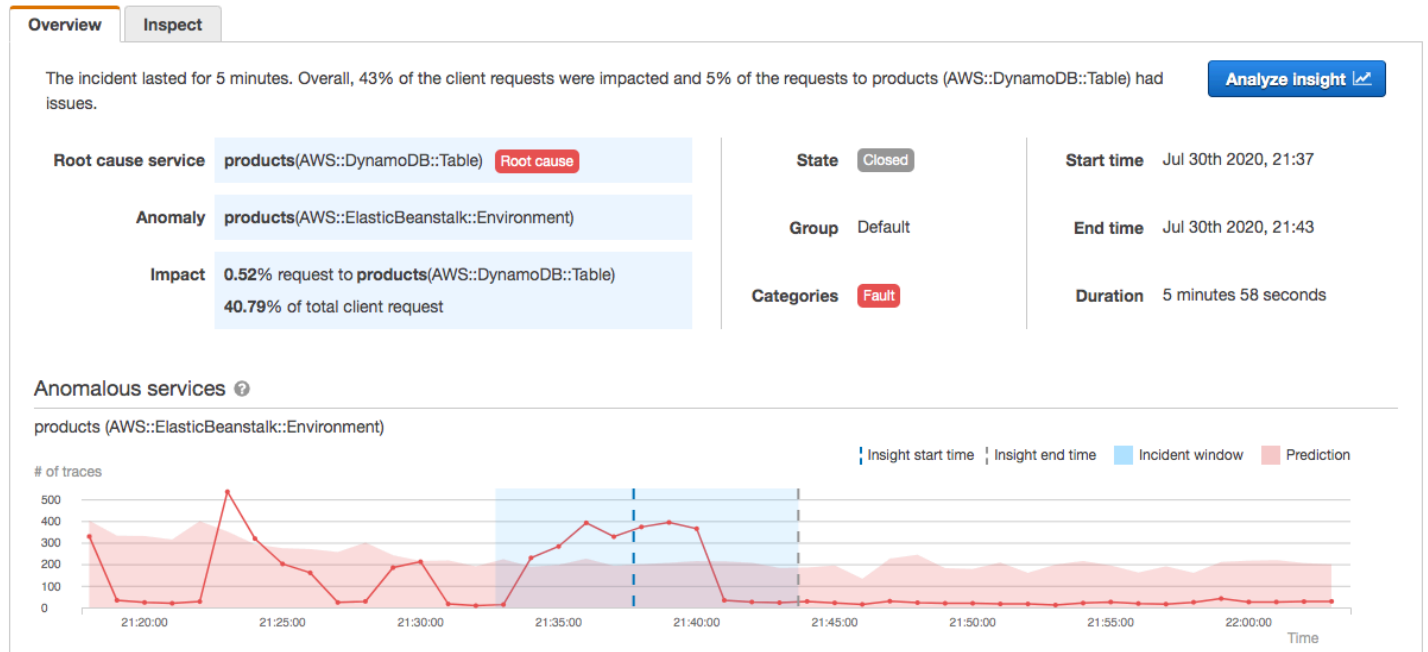 Overview Inspect
The incident lasted for 5 minutes. Overall, 43% of the client requests were impacted and 5% of the requests to products (AWS::DynamoDB::Table) had
issues.
Analyze insight
Root cause service products(AWS::DynamoDB::Table) Root cause
Anomaly products(AWS::ElasticBeanstalk::Environment)
Impact 0.52% request to products(AWS::DynamoDB::Table)
40.79% of total client request
State Closed
Group Default
Categories Fault
Start time Jul 30th 2020, 21:37
End time Jul 30th 2020, 21:43
Duration 5 minutes 58 seconds
Anomalous services ?
products (AWS::ElasticBeanstalk::Environment)
Insight start time Insight end time Incident window Prediction
# of traces
500
400
300
200
100
0
21:20:00 21:25:00 21:30:00 21:35:00 21:40:00 21:45:00 21:50:00 21:55:00 22:00:00
Time